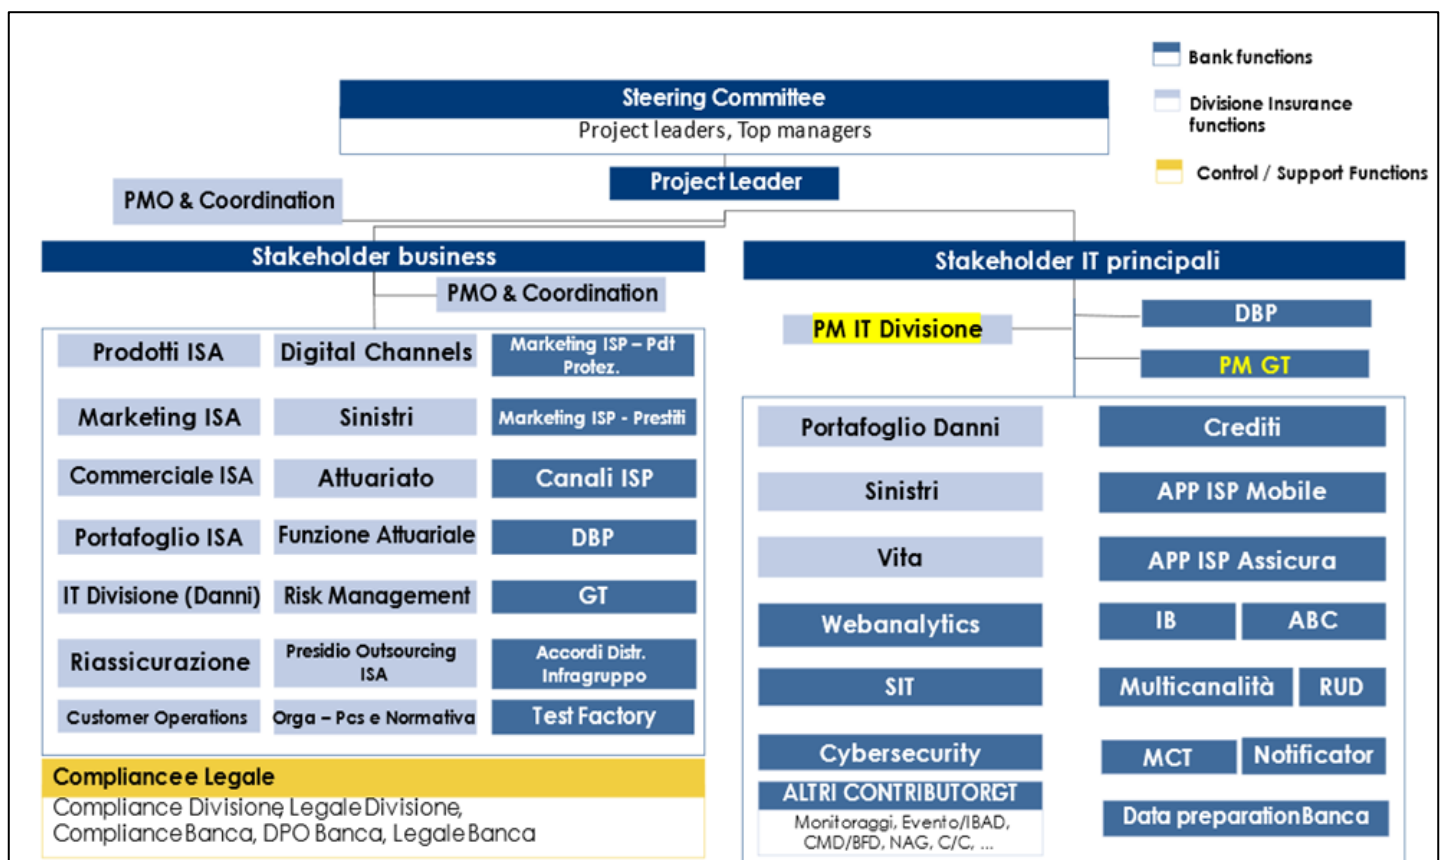 Bank functions
Divisione Insurance
functions
Control / Support Functions
Steering Committee
Project leaders, Top managers
Project Leader
PMO & Coordination
Stakeholder business
PMO & Coordination
Prodotti ISA
Digital Channels
Marketing ISP – Pdt
Protez.
Marketing ISA
Sinistri
Marketing ISP - Prestiti
Commerciale ISA
Attuariato
Canali ISP
Portafoglio ISA
Funzione Attuariale
DBP
IT Divisione (Danni)
Risk Management
GT
Riassicurazione
Presidio Outsourcing
ISA
Accordi Distr.
Infragruppo
Customer Operations
Orga – Pcs e Normativa
Test Factory
Compliance e Legale
Compliance Divisione, Legale Divisione,
Compliance Banca, DPO Banca, Legale Banca
Stakeholder IT principali
PM IT Divisione
DBP
PM GT
Portafoglio Danni
Crediti
Sinistri
APP ISP Mobile
Vita
APP ISP Assicura
Webanalytics
IB
ABC
SIT
Multicanalità
RUD
Cybersecurity
MCT
Notificator
ALTRI CONTRIBUTORGT
Monitoraggi, Evento/IBAD,
CMD/BFD, NAG, C/C, ...
Data preparation Banca